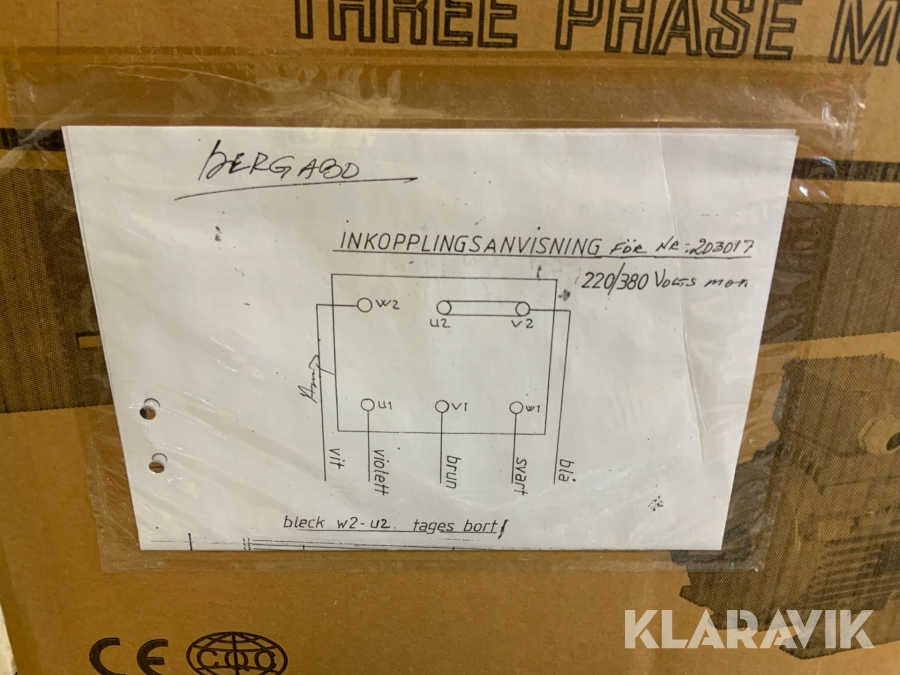 THREE PHASE M
BERGABO
INKOPPLINGSANVISNING FÖR NR:203017
220/380 VOLTS
W2
U2
V2
U1
V1
W1
vit
violett
brun
svart
blå
bleck W2-U2. tages bort!
CE
CQC
KLARAVIK